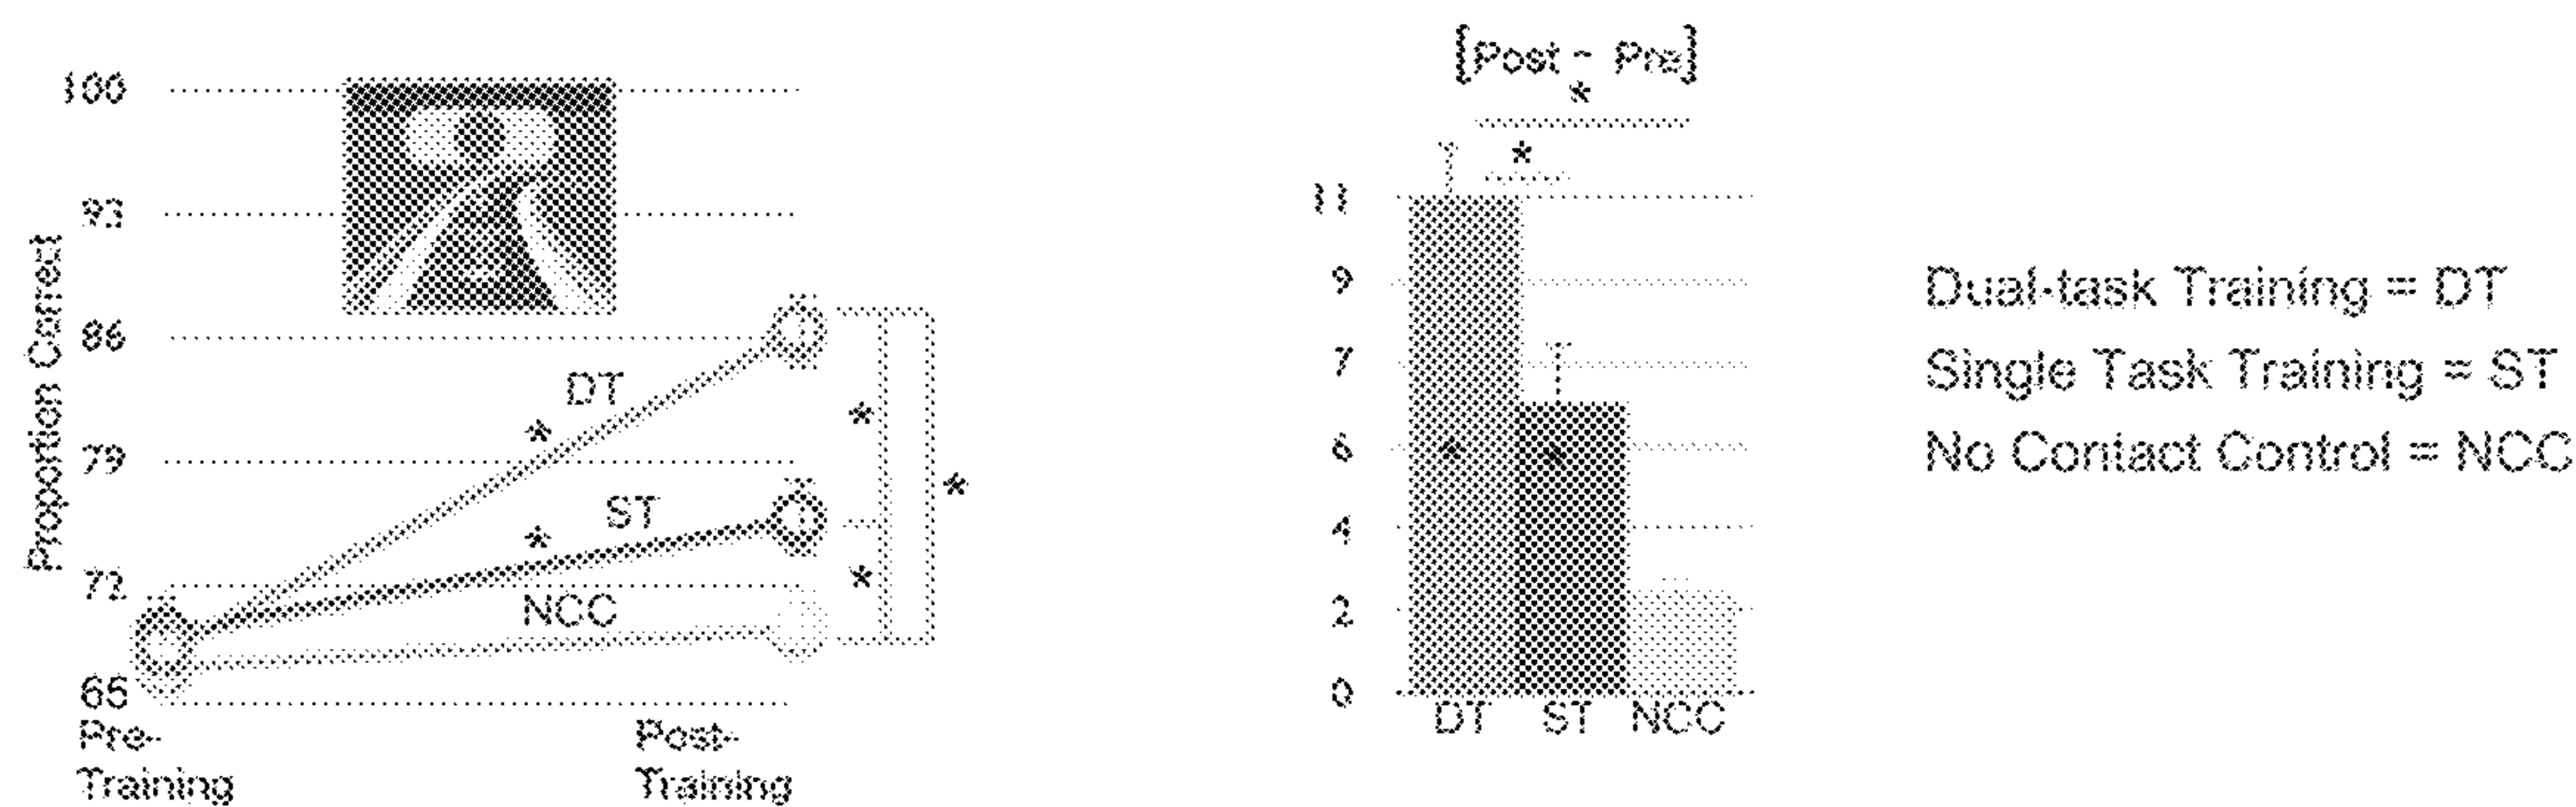 100
93
86
79
72
65
Proportion Correct
DT
*
ST
*
NCC
*
*
*
Pre-
Training
Post-
Training
[Post - Pre]
*
*
11
9
7
6
4
2
0
*
*
DT ST NCC
Dual-task Training = DT
Single Task Training = ST
No Contact Control = NCC